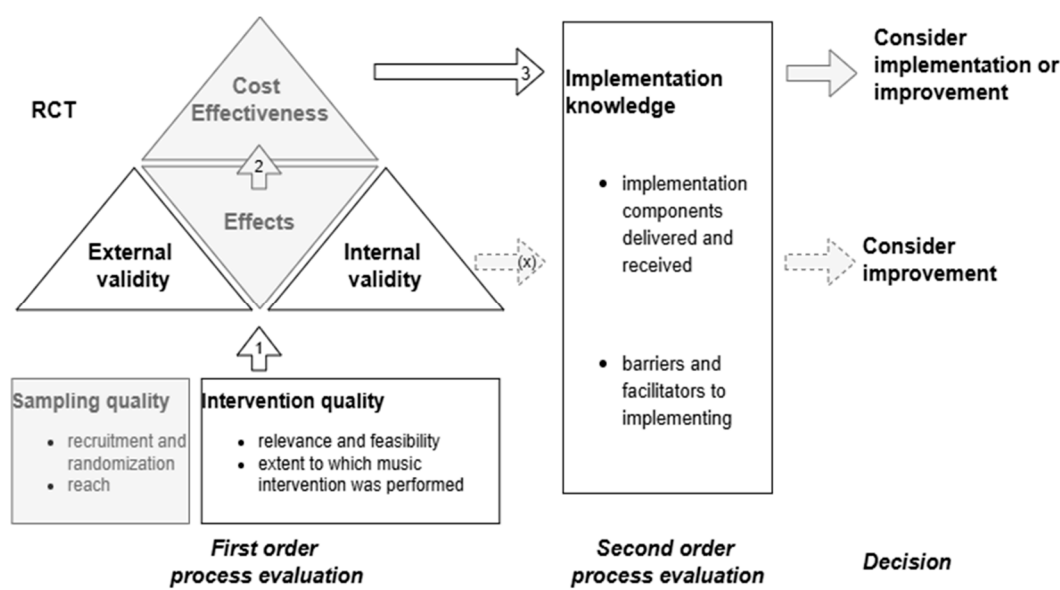 RCT
Cost
Effectiveness
2
Effects
External
validity
Internal
validity
1
Sampling quality
• recruitment and
randomization
• reach
Intervention quality
• relevance and feasibility
• extent to which music
intervention was performed
First order
process evaluation
3
(x)
Implementation
knowledge
• implementation
components
delivered and
received
• barriers and
facilitators to
implementing
Second order
process evaluation
Consider
implementation or
improvement
Consider
improvement
Decision